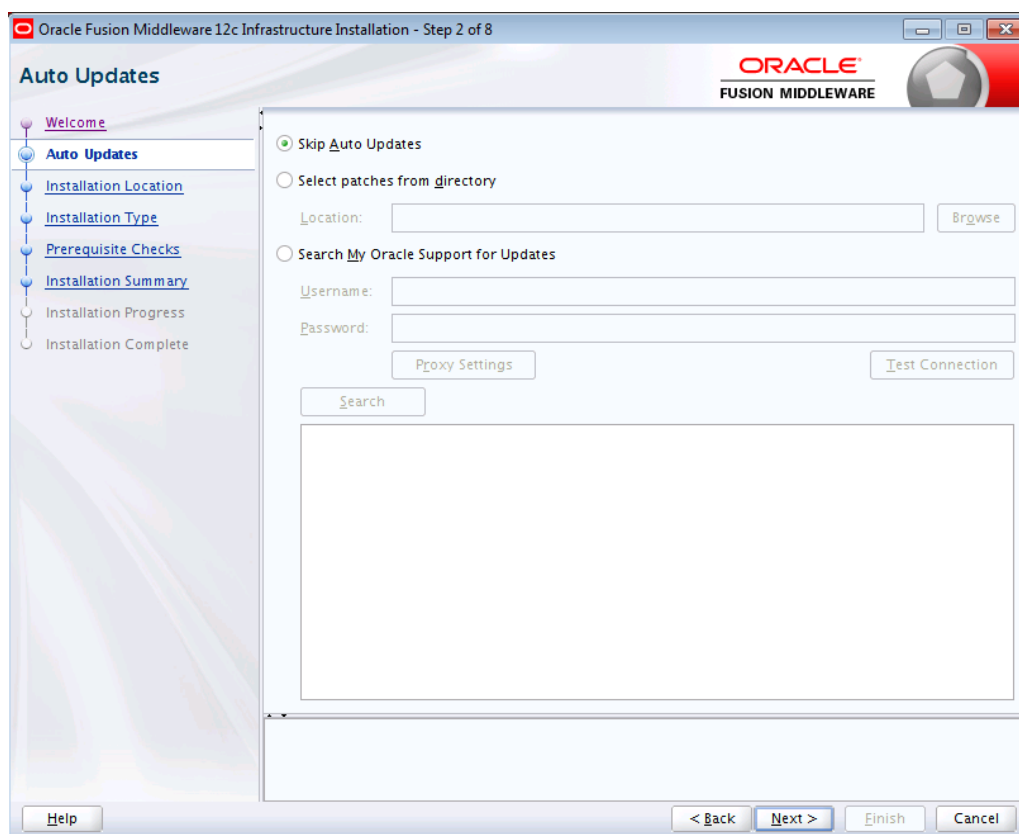 Oracle Fusion Middleware 12c Infrastructure Installation - Step 2 of 8
Auto Updates
ORACLE
FUSION MIDDLEWARE
Welcome
Auto Updates
Installation Location
Installation Type
Prerequisite Checks
Installation Summary
Installation Progress
Installation Complete
Skip Auto Updates
Select patches from directory
Location:
Browse
Search My Oracle Support for Updates
Username:
Password:
Proxy Settings
Test Connection
Search
Help
< Back
Next >
Finish
Cancel